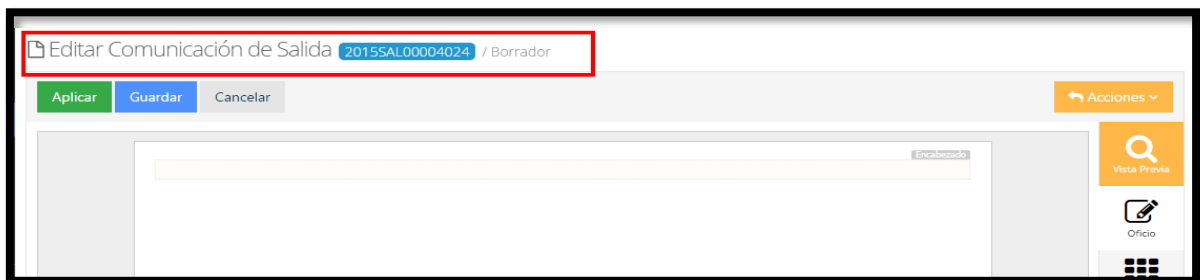 Editar Comunicación de Salida 2015SAL00004024 / Borrador
Aplicar Guardar Cancelar Acciones
Encabezado
Vista Previa
Oficio